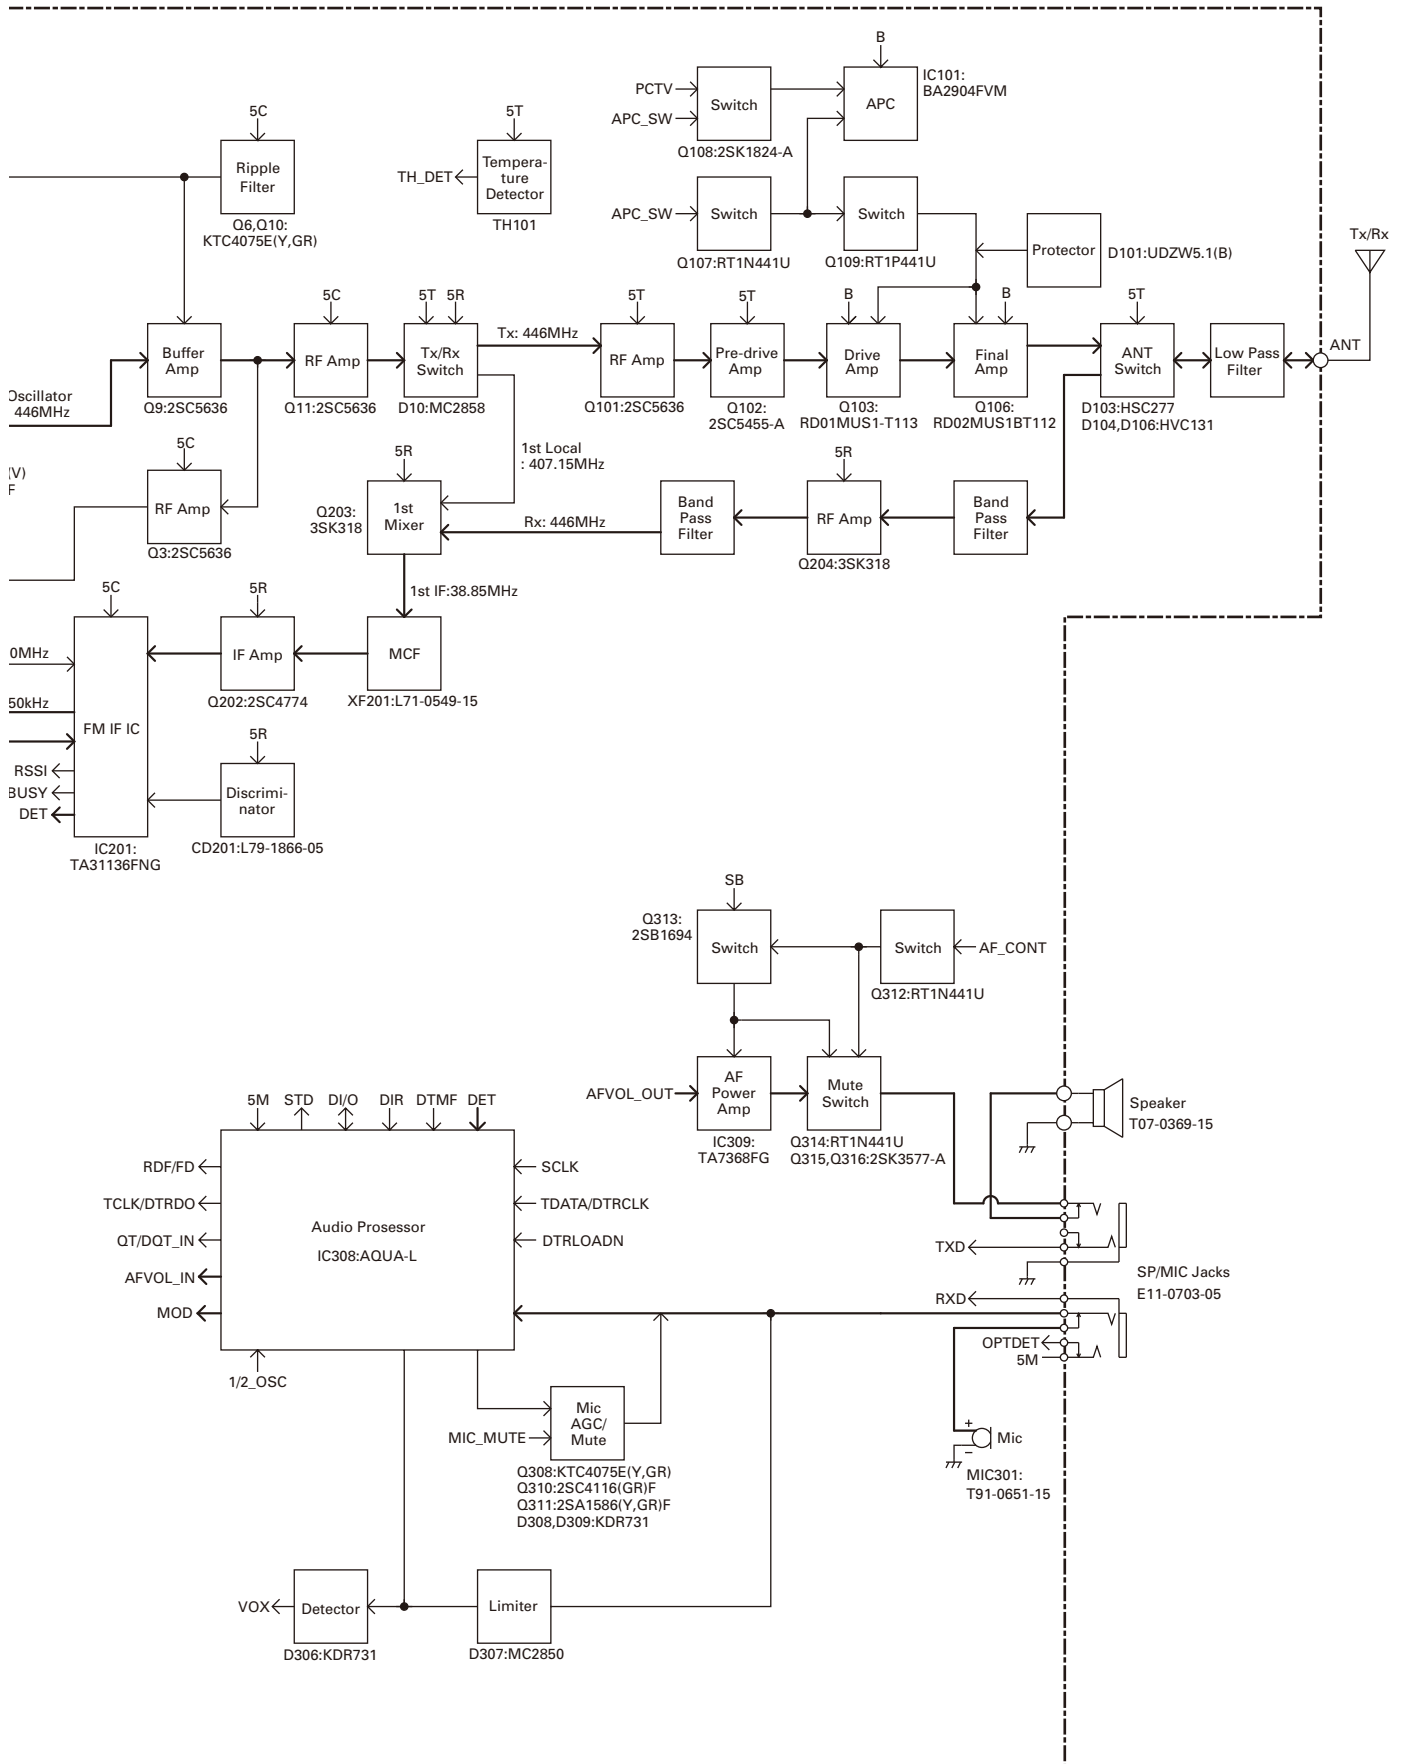 B
IC101:
BA2904FVM
PCTV
APC_SW
Switch
APC
Q108:2SK1824-A
5C
Ripple
Filter
Q6,Q10:
KTC4075E(Y,GR)
5T
Tempera-
ture
Detector
TH_DET
TH101
APC_SW
Switch
Q107:RT1N441U
Switch
Q109:RT1P441U
Protector
D101:UDZW5.1(B)
Tx/Rx
ANT
Oscillator
446MHz
Buffer
Amp
Q9:2SC5636
5C
RF Amp
Q11:2SC5636
5T
5R
Tx/Rx
Switch
D10:MC2858
Tx: 446MHz
5T
RF Amp
Q101:2SC5636
5T
Pre-drive
Amp
Q102:
2SC5455-A
B
Drive
Amp
Q103:
RD01MUS1-T113
B
Final
Amp
Q106:
RD02MUS1BT112
5T
ANT
Switch
D103:HSC277
D104,D106:HVC131
Low Pass
Filter
1st Local
: 407.15MHz
(V)
F
5C
RF Amp
Q3:2SC5636
5R
Q203:
3SK318
1st
Mixer
Rx: 446MHz
Band
Pass
Filter
5R
RF Amp
Q204:3SK318
Band
Pass
Filter
1st IF:38.85MHz
5C
0MHz
50kHz
FM IF IC
RSSI
BUSY
DET
IC201:
TA31136FNG
5R
IF Amp
Q202:2SC4774
MCF
XF201:L71-0549-15
5R
Discrimi-
nator
CD201:L79-1866-05
SB
Q313:
2SB1694
Switch
Switch
AF_CONT
Q312:RT1N441U
AFVOL_OUT
AF
Power
Amp
IC309:
TA7368FG
Mute
Switch
Q314:RT1N441U
Q315,Q316:2SK3577-A
Speaker
T07-0369-15
5M
STD
DI/O
DIR
DTMF
DET
RDF/FD
TCLK/DTRDO
QT/DQT_IN
AFVOL_IN
MOD
Audio Prosessor
IC308:AQUA-L
SCLK
TDATA/DTRCLK
DTRLOADN
1/2_OSC
TXD
SP/MIC Jacks
E11-0703-05
RXD
OPTDET
5M
MIC_MUTE
Mic
AGC/
Mute
Q308:KTC4075E(Y,GR)
Q310:2SC4116(GR)F
Q311:2SA1586(Y,GR)F
D308,D309:KDR731
+
−
Mic
MIC301:
T91-0651-15
VOX
Detector
D306:KDR731
Limiter
D307:MC2850